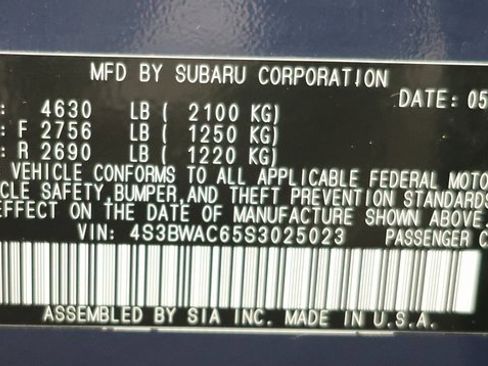 MFD BY SUBARU CORPORATION
DATE: 05
: 4630 LB ( 2100 KG)
: F 2756 LB ( 1250 KG)
: R 2690 LB ( 1220 KG)
VEHICLE CONFORMS TO ALL APPLICABLE FEDERAL MOTO
CLE SAFETY,BUMPER,AND THEFT PREVENTION STANDARDS
EFFECT ON THE DATE OF MANUFACTURE SHOWN ABOVE,
VIN: 4S3BWAC65S3025023 PASSENGER C
ASSEMBLED BY SIA INC. MADE IN U.S.A.